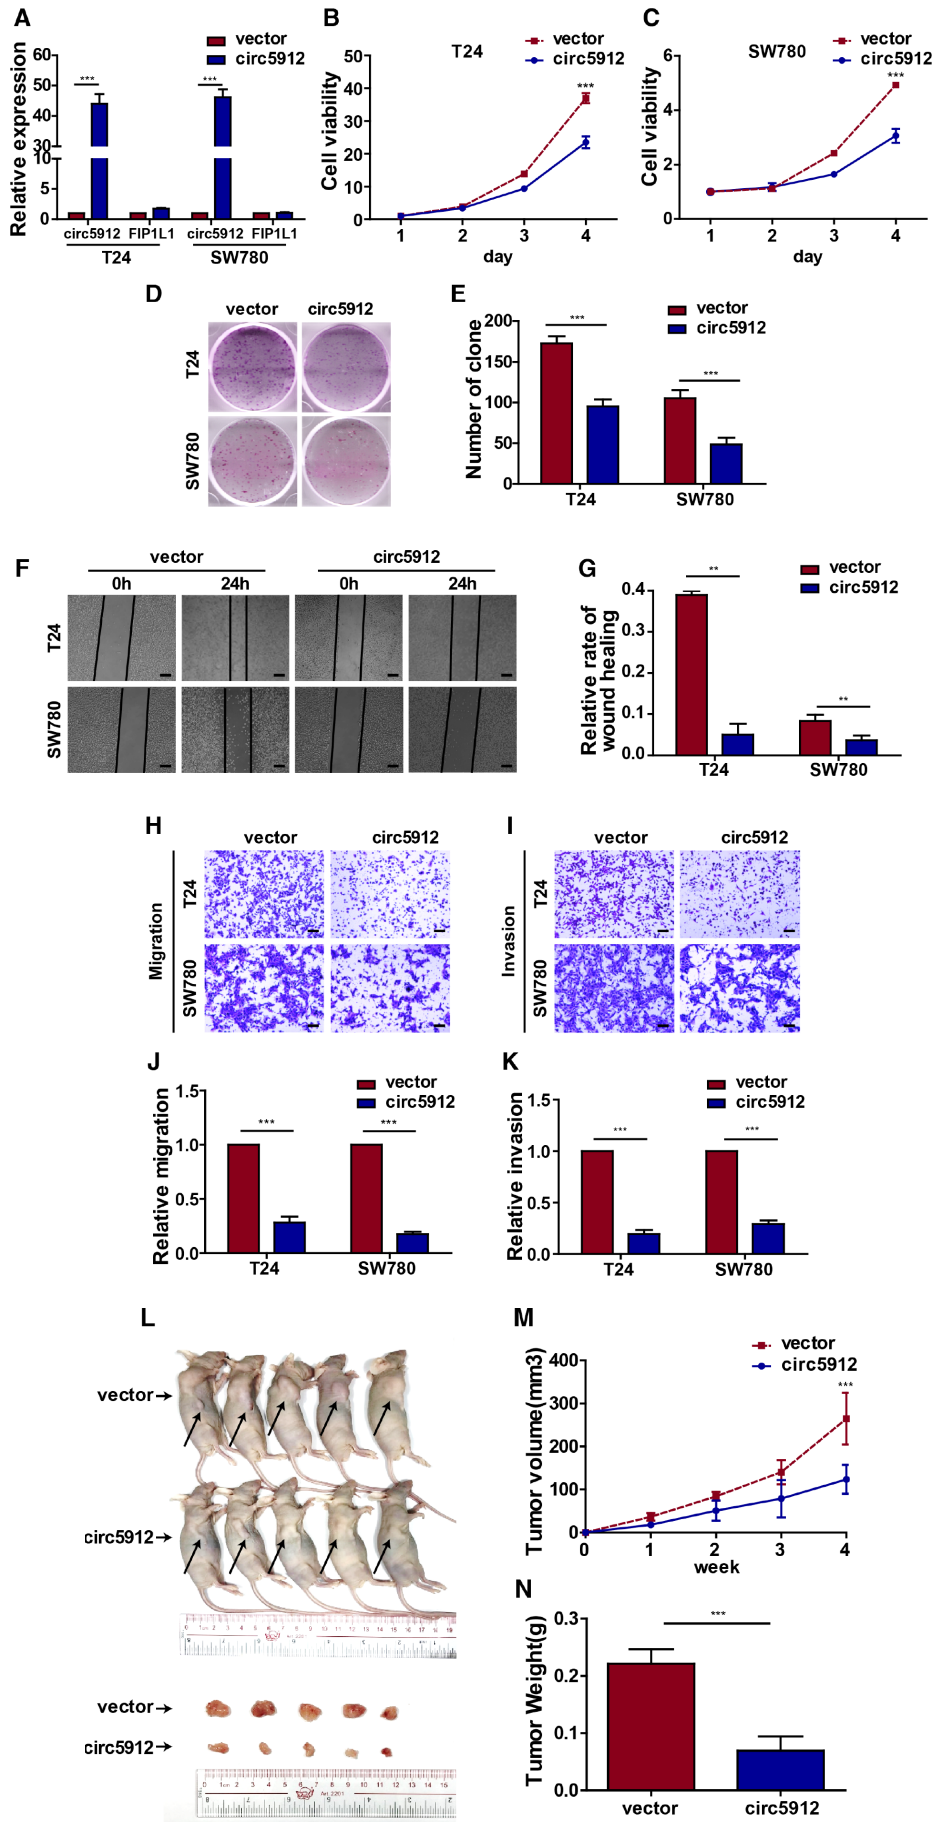 A
vector
circ5912
Relative expression
60
50
40
30
10
5
0
***
***
circ5912 FIP1L1 circ5912 FIP1L1
T24 SW780
B
T24
vector
circ5912
Cell viability
50
40
30
20
10
0
***
1 2 3 4
day
C
SW780
vector
circ5912
Cell viability
6
4
2
0
***
1 2 3 4
day
D
vector circ5912
T24
SW780
E
vector
circ5912
Number of clone
200
150
100
50
0
***
***
T24 SW780
F
vector circ5912
0h 24h 0h 24h
T24
SW780
G
vector
circ5912
Relative rate of
wound healing
0.4
0.3
0.2
0.1
0.0
**
**
T24 SW780
H
vector circ5912
Migration
T24
SW780
I
vector circ5912
Invasion
T24
SW780
J
vector
circ5912
Relative migration
1.5
1.0
0.5
0.0
***
***
T24 SW780
K
vector
circ5912
Relative invasion
1.5
1.0
0.5
0.0
***
***
T24 SW780
L
vector
circ5912
vector
circ5912
M
vector
circ5912
Tumor volume(mm3)
400
300
200
100
0
***
0 1 2 3 4
week
N
Tumor Weight(g)
0.3
0.2
0.1
0.0
***
vector circ5912